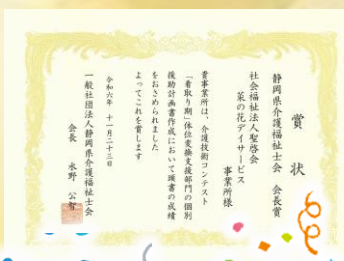 賞状
静岡県介護福祉士会 会長賞
社会福祉法人聖啓会
菜の花デイサービス
事業所様
貴事業所は、介護技術コンテスト
「看取り期」体位変換支援部門の個別
援助計画書作成において頭書の成績
をおさめられました
よってこれを賞します
令和六年 十一月二十三日
一般社団法人静岡県介護福祉士会
会長 水野 公智